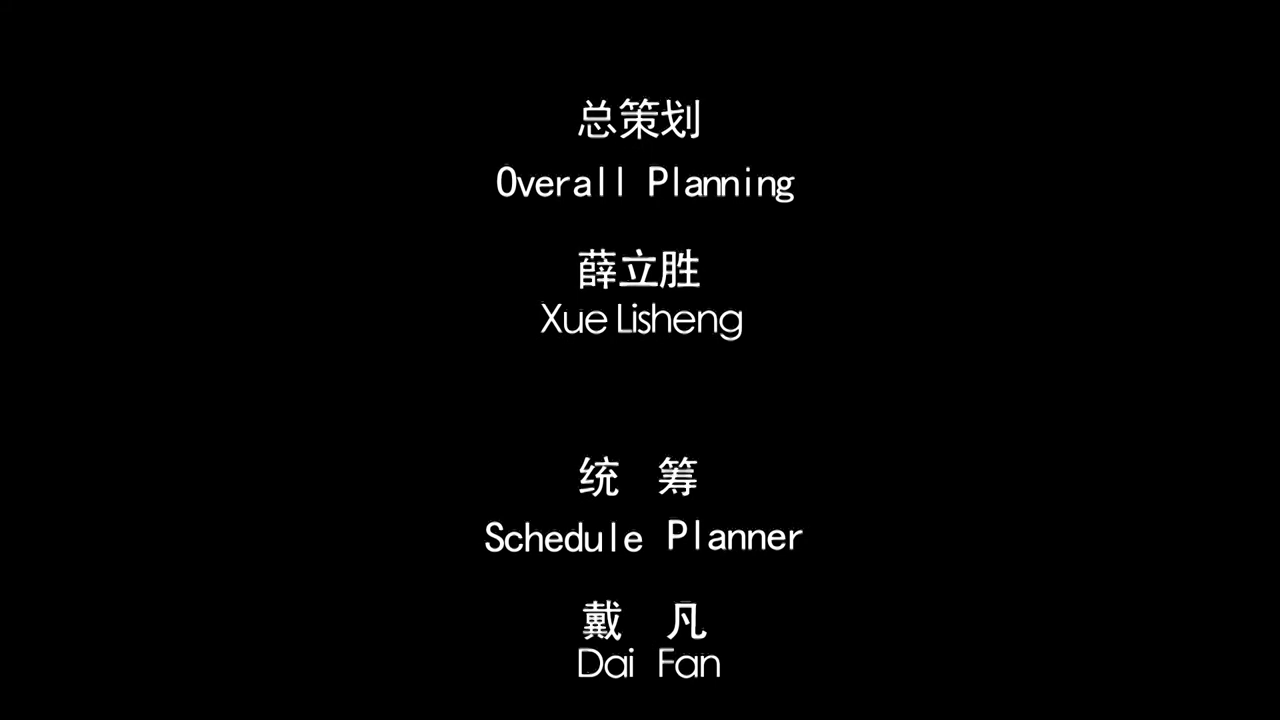 总策划
Overall Planning
薛立胜
Xue Lisheng
统 筹
Schedule Planner
戴 凡
Dai Fan